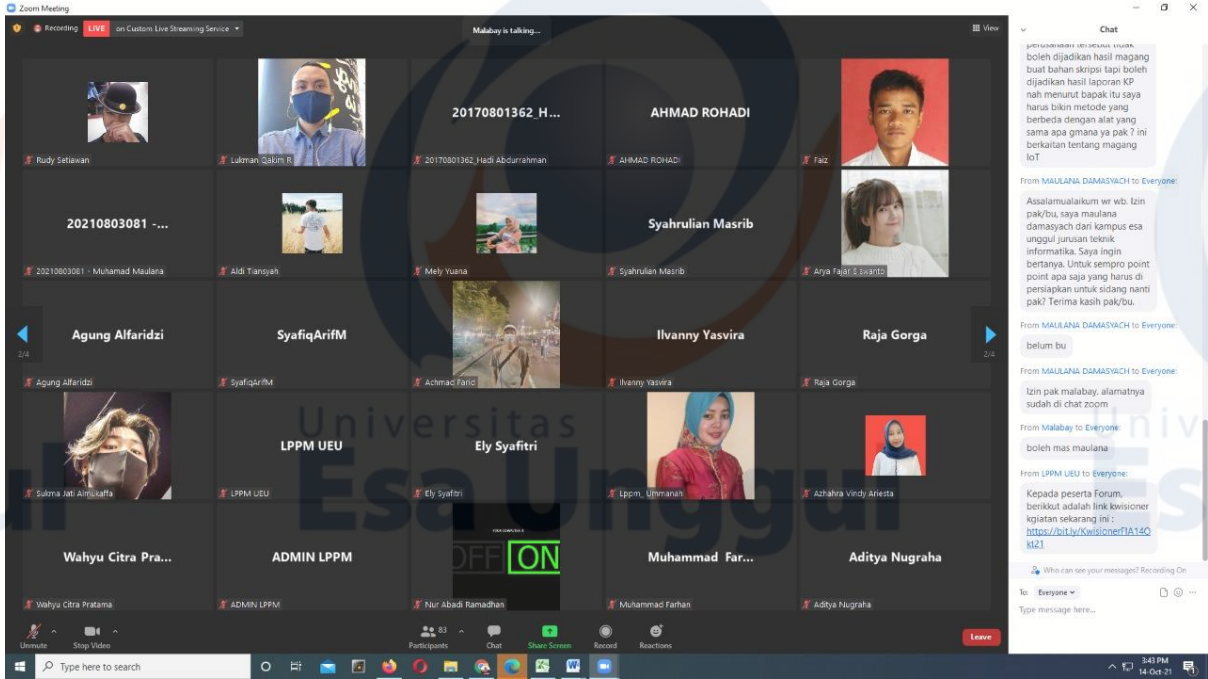 Zoom Meeting
Recording LIVE on Custom Live Streaming Service
Malabay is talking...
View
Rudy Setiawan
Lukman Qakim R
20170801362_H...
20170801362_Hadi Abdurrahman
AHMAD ROHADI
AHMAD ROHADI
Faiz
20210803081 -...
20210803081 - Muhamad Maulana
Aldi Tiansyah
Mely Yuana
Syahrulian Masrib
Syahrulian Masrib
Arya Fajar S swanto
2/4
Agung Alfaridzi
Agung Alfaridzi
SyafiqArifM
SyafiqArifM
Achmad Farid
Ilvanny Yasvira
Ilvanny Yasvira
Raja Gorga
Raja Gorga
2/4
Universitas
Esa Unggul
Sukma Jati Almukaffa
LPPM UEU
LPPM UEU
Ely Syafitri
Ely Syafitri
Lppm_Ummanah
Azhahra Vindy Ariesta
Wahyu Citra Pra...
Wahyu Citra Pratama
ADMIN LPPM
ADMIN LPPM
OFF ON
Nur Abadi Ramadhan
Muhammad Far...
Muhammad Farhan
Aditya Nugraha
Aditya Nugraha
Unmute
Stop Video
83
Participants
Chat
Share Screen
Record
Reactions
Leave
Chat
perusahaan tersebut tidak
boleh dijadikan hasil magang
buat bahan skripsi tapi boleh
dijadikan hasil laporan KP
nah menurut bapak itu saya
harus bikin metode yang
berbeda dengan alat yang
sama apa gmana ya pak ? ini
berkaitan tentang magang
IoT
From MAULANA DAMASYACH to Everyone:
Assalamualaikum wr wb. Izin
pak/bu, saya maulana
damasyach dari kampus esa
unggul jurusan teknik
informatika. Saya ingin
bertanya. Untuk sempro point
point apa saja yang harus di
persiapkan untuk sidang nanti
pak? Terima kasih pak/bu.
From MAULANA DAMASYACH to Everyone:
belum bu
From MAULANA DAMASYACH to Everyone:
Izin pak malabay, alamatnya
sudah di chat zoom
From Malabay to Everyone:
boleh mas maulana
From LPPM UEU to Everyone:
Kepada peserta Forum,
berikkut adalah link kwisioner
kgiatan sekarang ini :
https://bit.ly/KwisionerFIA14O
kt21
Who can see your messages? Recording On
To: Everyone
Type message here...
Type here to search
3:43 PM
14-Oct-21